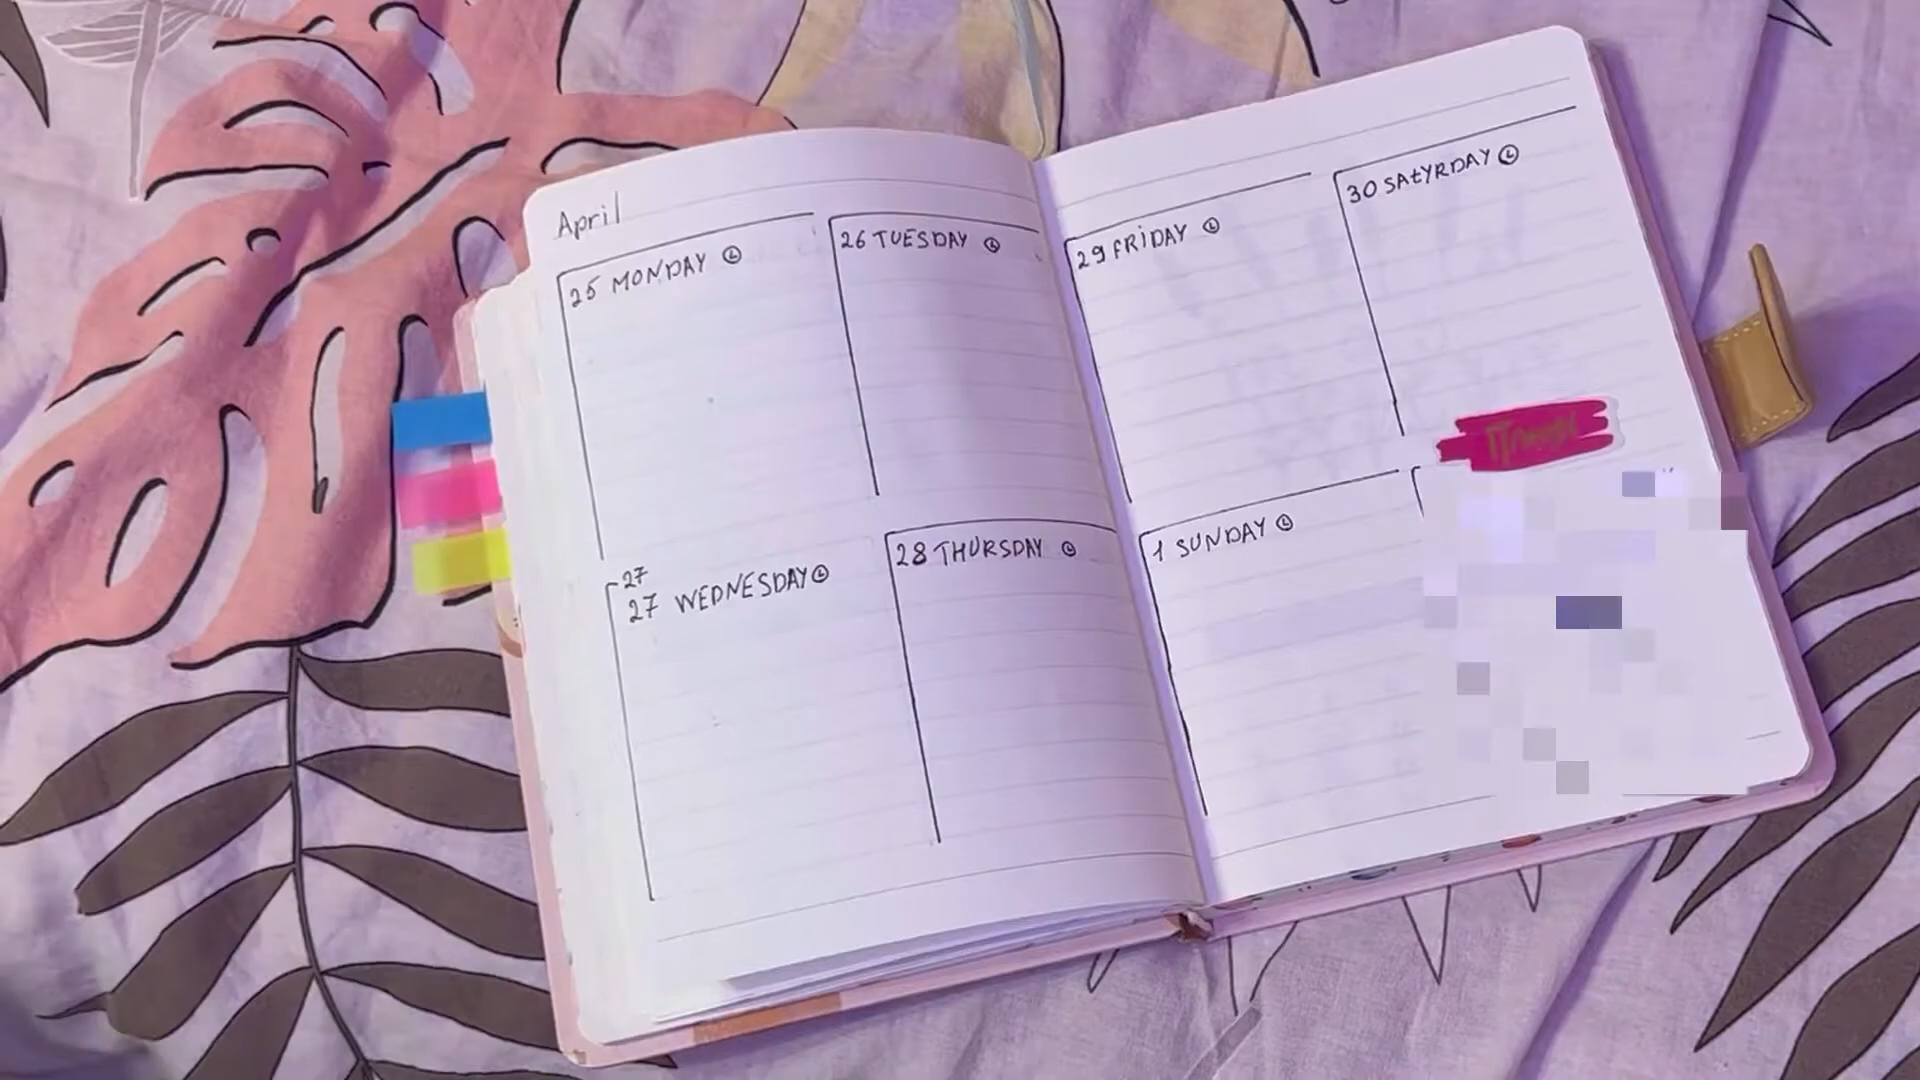 April
25 MONDAY
26 TUESDAY
27
27 WEDNESDAY
28 THURSDAY
29 FRiDAY
30 SAtYRDAY
1 SUNDAY